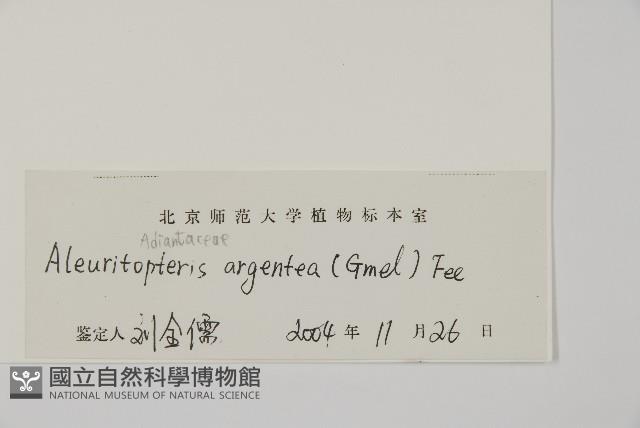 北京师范大学植物标本室
Adiantaceae
Aleuritopteris argentea (Gmel) Fee
鉴定人 刘全儒 2004 年 11 月 26 日
國立自然科學博物館
NATIONAL MUSEUM OF NATURAL SCIENCE